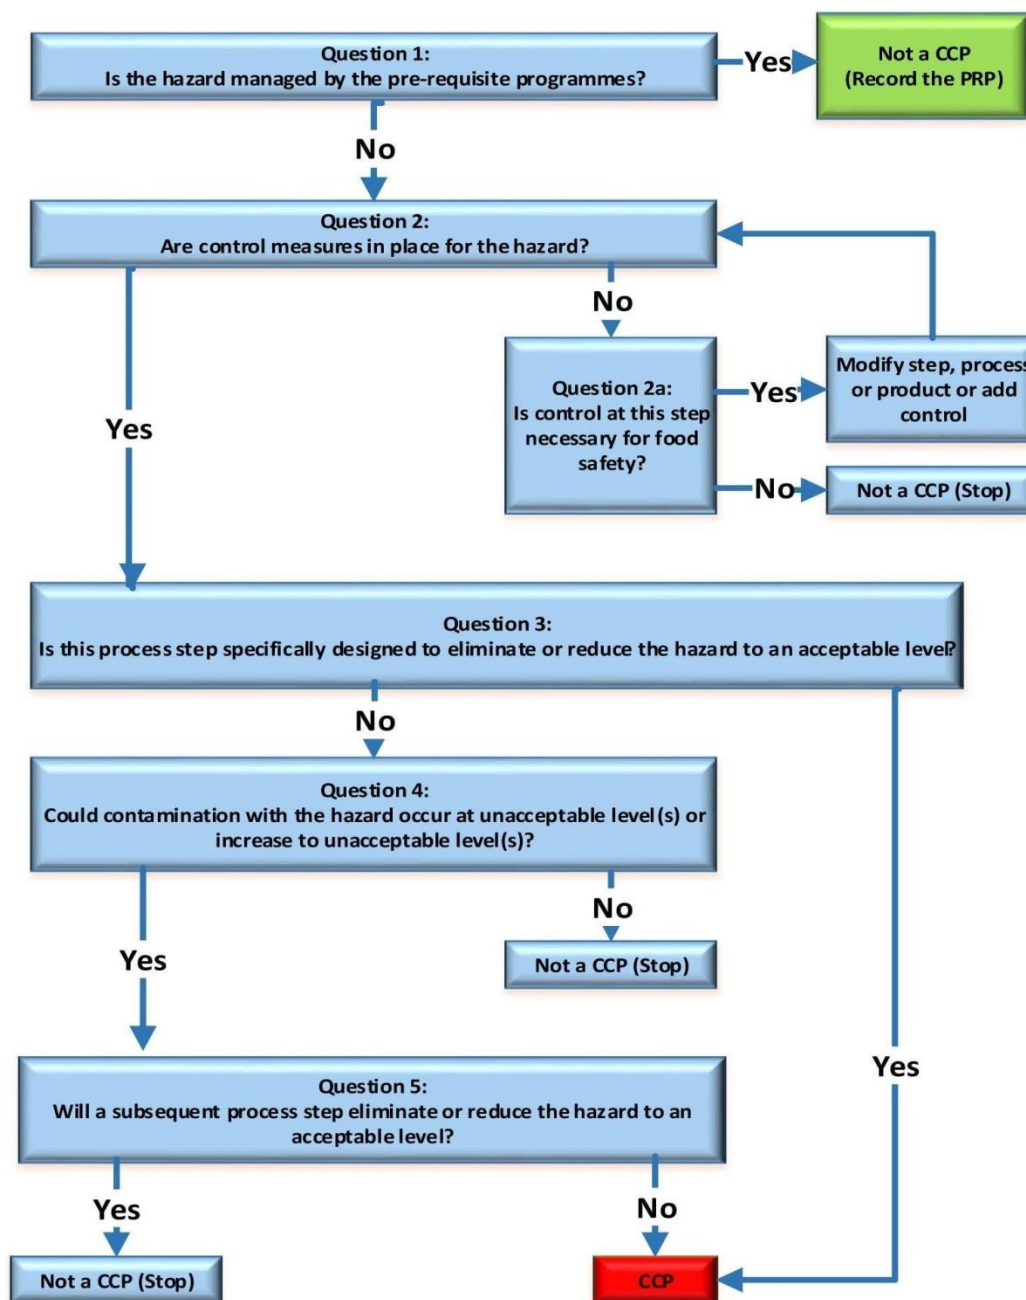 Question 1:
Is the hazard managed by the pre-requisite programmes?
Yes
Not a CCP
(Record the PRP)
No
Question 2:
Are control measures in place for the hazard?
No
Yes
Question 2a:
Is control at this step
necessary for food
safety?
Yes
Modify step, process
or product or add
control
No
Not a CCP (Stop)
Question 3:
Is this process step specifically designed to eliminate or reduce the hazard to an acceptable level?
No
Question 4:
Could contamination with the hazard occur at unacceptable level(s) or
increase to unacceptable level(s)?
No
Not a CCP (Stop)
Yes
Yes
Question 5:
Will a subsequent process step eliminate or reduce the hazard to an
acceptable level?
Yes
No
Not a CCP (Stop)
CCP